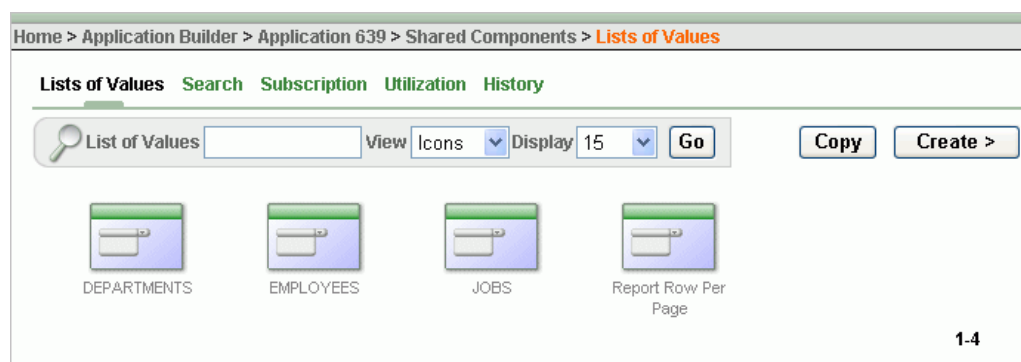 Home > Application Builder > Application 639 > Shared Components > Lists of Values
Lists of Values Search Subscription Utilization History
List of Values View Icons Display 15 Go Copy Create >
DEPARTMENTS EMPLOYEES JOBS Report Row Per
Page
1-4